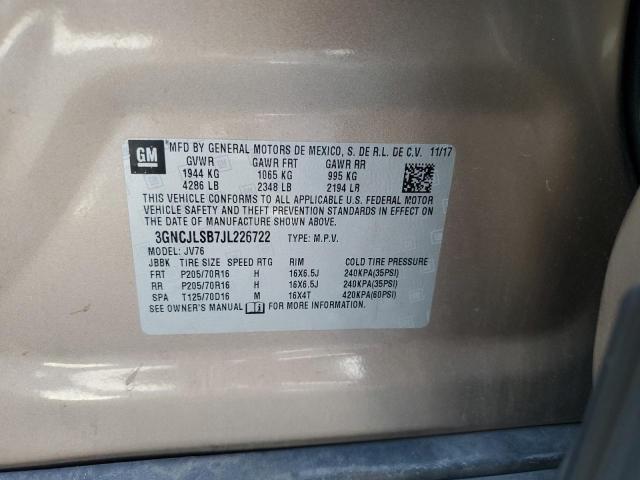 GM
MFD BY GENERAL MOTORS DE MEXICO, S. DE R.L. DE C.V. 11/17
GVWR GAWR FRT GAWR RR
1944 KG 1065 KG 995 KG
4286 LB 2348 LB 2194 LB
THIS VEHICLE CONFORMS TO ALL APPLICABLE U.S. FEDERAL MOTOR
VEHICLE SAFETY AND THEFT PREVENTION STANDARDS IN EFFECT ON THE
DATE OF MANUFACTURE SHOWN ABOVE.
3GNCJLSB7JL226722 TYPE: M.P.V.
MODEL: JV76
JBBK TIRE SIZE SPEED RTG RIM COLD TIRE PRESSURE
FRT P205/70R16 H 16X6.5J 240KPA(35PSI)
RR P205/70R16 H 16X6.5J 240KPA(35PSI)
SPA T125/70D16 M 16X4T 420KPA(60PSI)
SEE OWNER'S MANUAL FOR MORE INFORMATION.